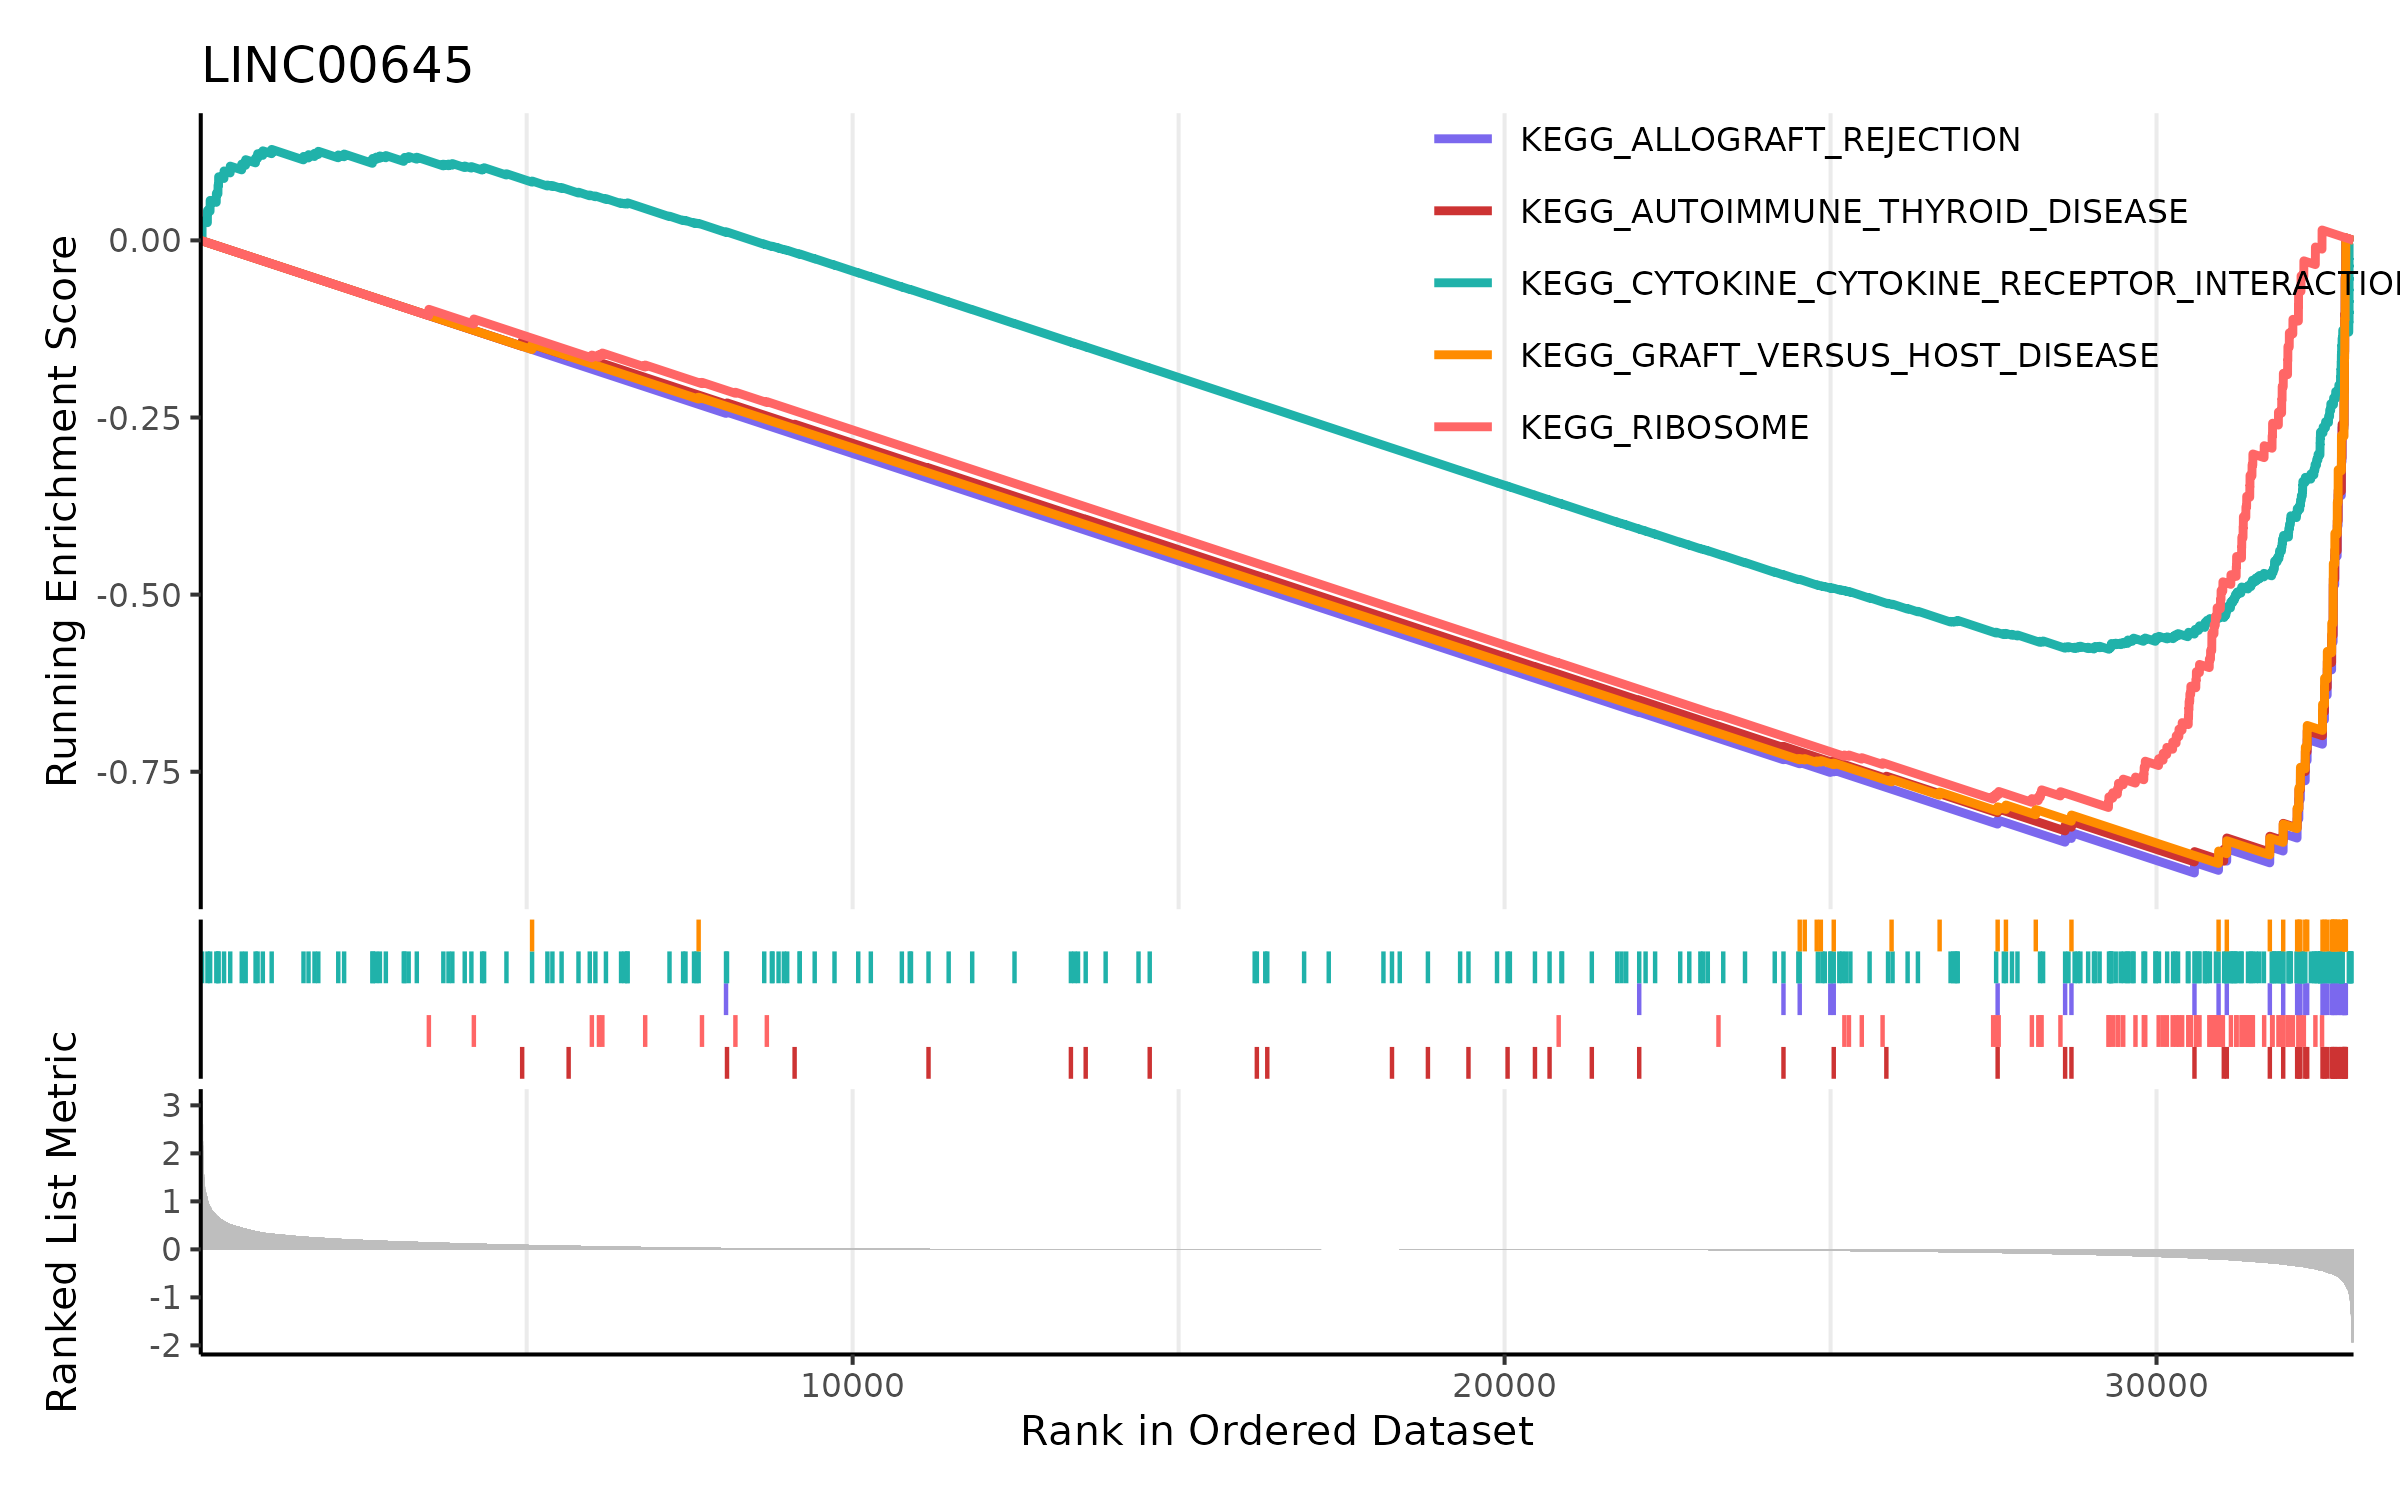 LINC00645
KEGG_ALLOGRAFT_REJECTION
KEGG_AUTOIMMUNE_THYROID_DISEASE
KEGG_CYTOKINE_CYTOKINE_RECEPTOR_INTERACTIO
KEGG_GRAFT_VERSUS_HOST_DISEASE
KEGG_RIBOSOME
Running Enrichment Score
0.00
-0.25
-0.50
-0.75
Ranked List Metric
3
2
1
0
-1
-2
10000 20000 30000
Rank in Ordered Dataset